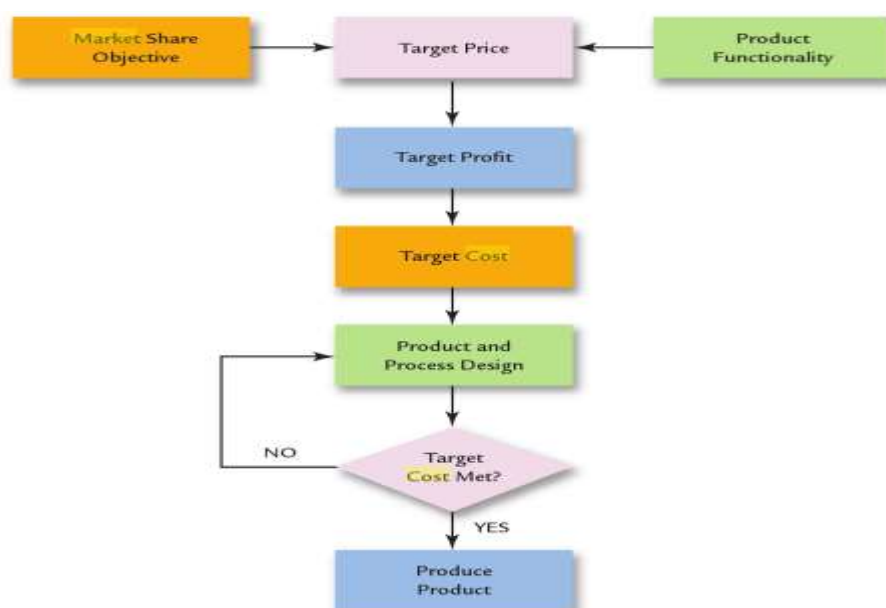 Market Share
Objective
Target Price
Product
Functionality
Target Profit
Target Cost
Product and
Process Design
NO
Target
Cost Met?
YES
Produce
Product